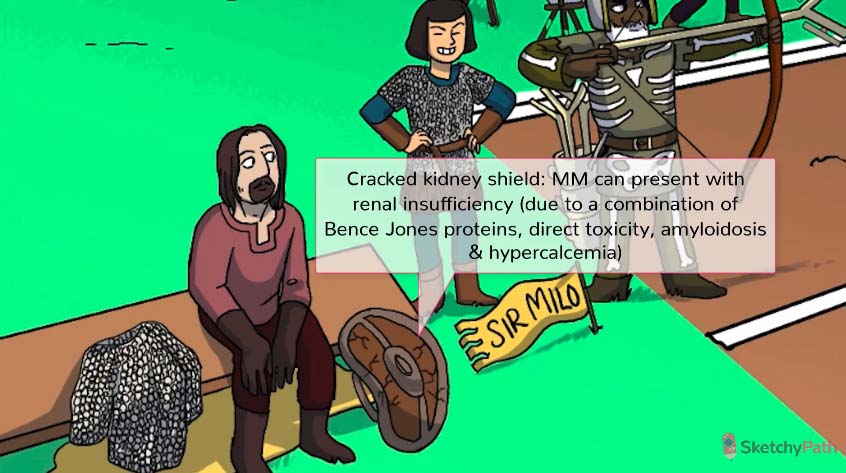 Cracked kidney shield: MM can present with
renal insufficiency (due to a combination of
Bence Jones proteins, direct toxicity, amyloidosis
& hypercalcemia)
SIR MILO
SketchyPath